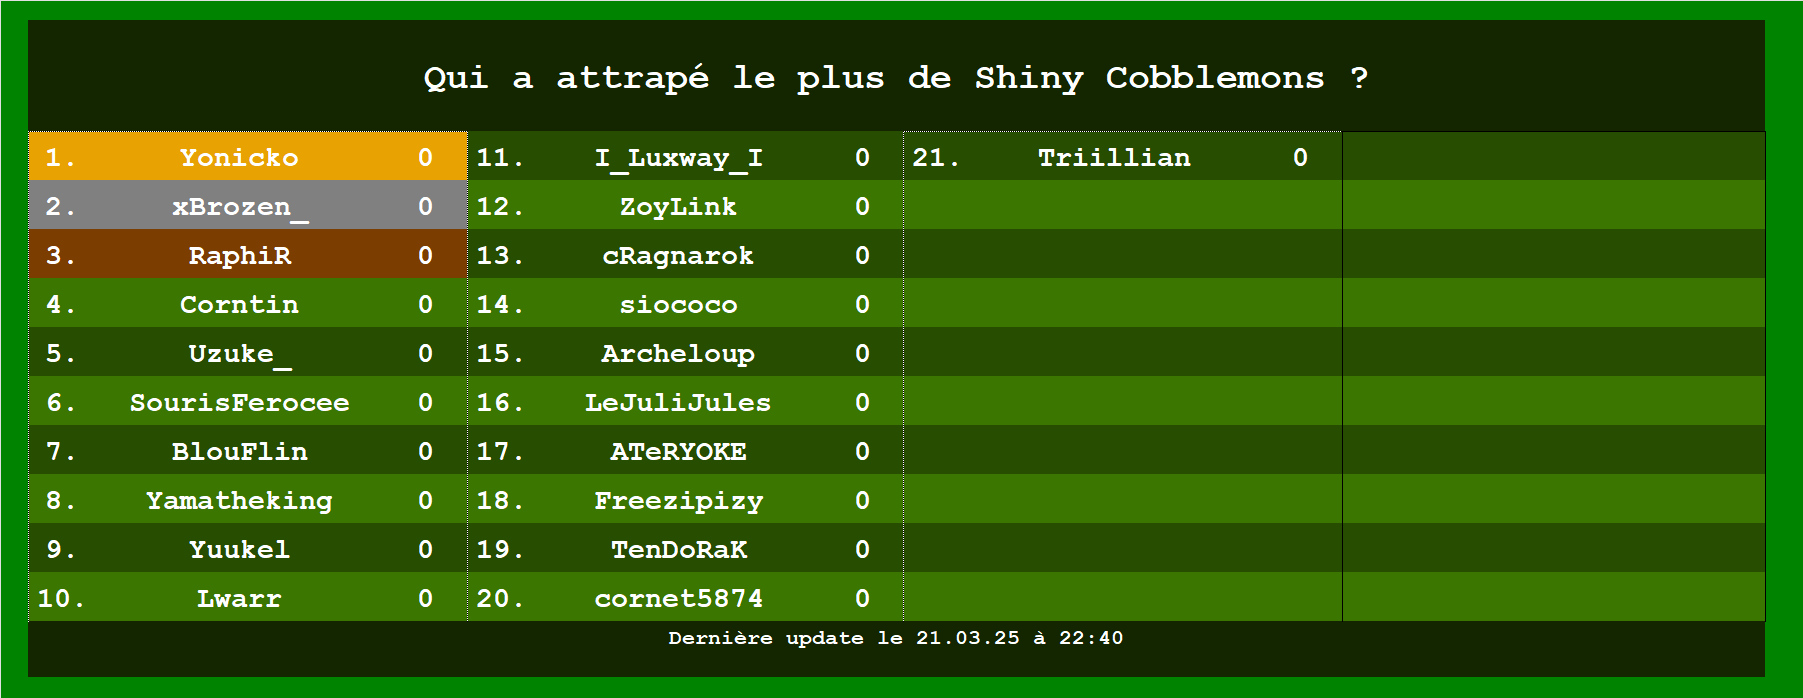 Qui a attrapé le plus de Shiny Cobblemons ?
1. Yonicko 0 11. I_Luxway_I 0 21. Triillian 0
2. xBrozen_ 0 12. ZoyLink 0
3. RaphiR 0 13. cRagnarok 0
4. Corntin 0 14. siococo 0
5. Uzuke_ 0 15. Archeloup 0
6. SourisFerocee 0 16. LeJuliJules 0
7. BlouFlin 0 17. ATeRYOKE 0
8. Yamatheking 0 18. Freezipizy 0
9. Yuukel 0 19. TenDoRaK 0
10. Lwarr 0 20. cornet5874 0
Dernière update le 21.03.25 à 22:40